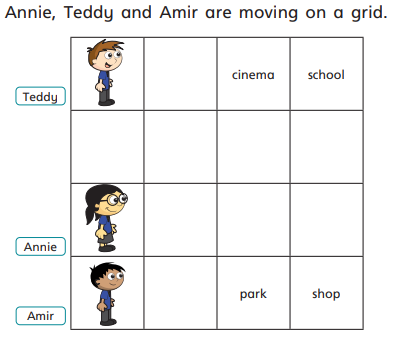 Annie, Teddy and Amir are moving on a grid.
cinema school
Teddy
Annie
park shop
Amir